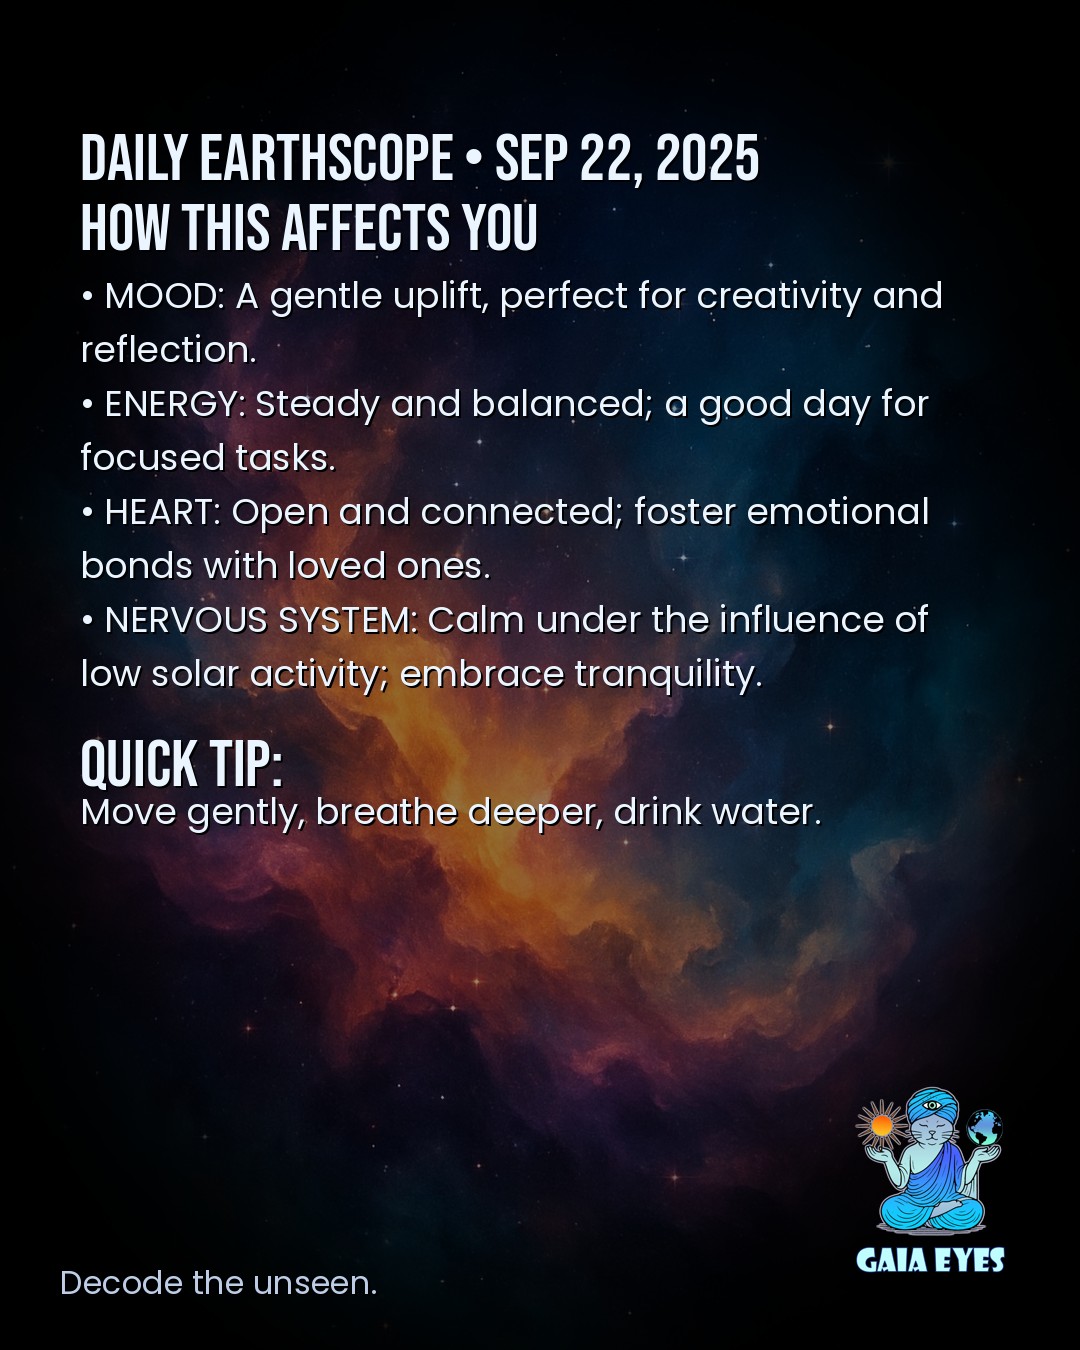 DAILY EARTHSCOPE • SEP 22, 2025
HOW THIS AFFECTS YOU
• MOOD: A gentle uplift, perfect for creativity and
reflection.
• ENERGY: Steady and balanced; a good day for
focused tasks.
• HEART: Open and connected; foster emotional
bonds with loved ones.
• NERVOUS SYSTEM: Calm under the influence of
low solar activity; embrace tranquility.
QUICK TIP:
Move gently, breathe deeper, drink water.
GAIA EYES
Decode the unseen.